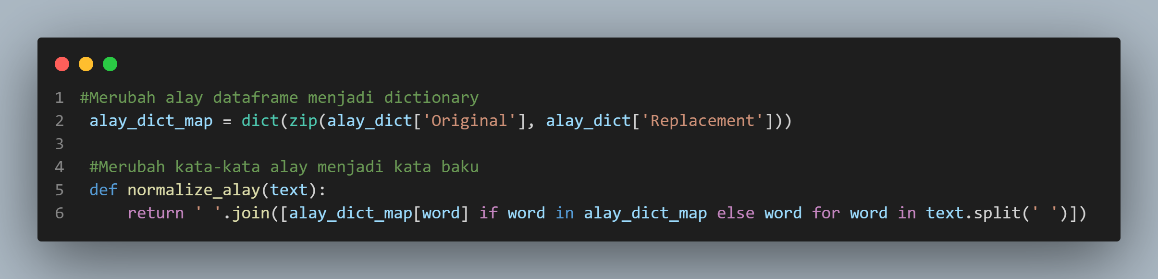 1 #Merubah alay dataframe menjadi dictionary
2 alay_dict_map = dict(zip(alay_dict['Original'], alay_dict['Replacement']))
3
4 #Merubah kata-kata alay menjadi kata baku
5 def normalize_alay(text):
6 return ' '.join([alay_dict_map[word] if word in alay_dict_map else word for word in text.split(' ')])